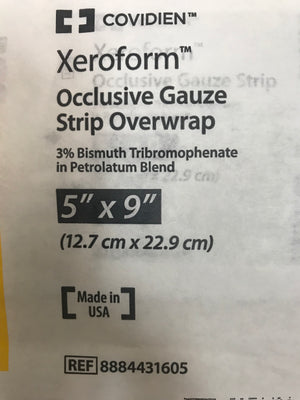 COVIDIEN™
Xeroform™
Occlusive Gauze
Strip Overwrap
3% Bismuth Tribromophenate
in Petrolatum Blend
5" x 9"
(12.7 cm x 22.9 cm)
Made in
USA
REF 8884431605